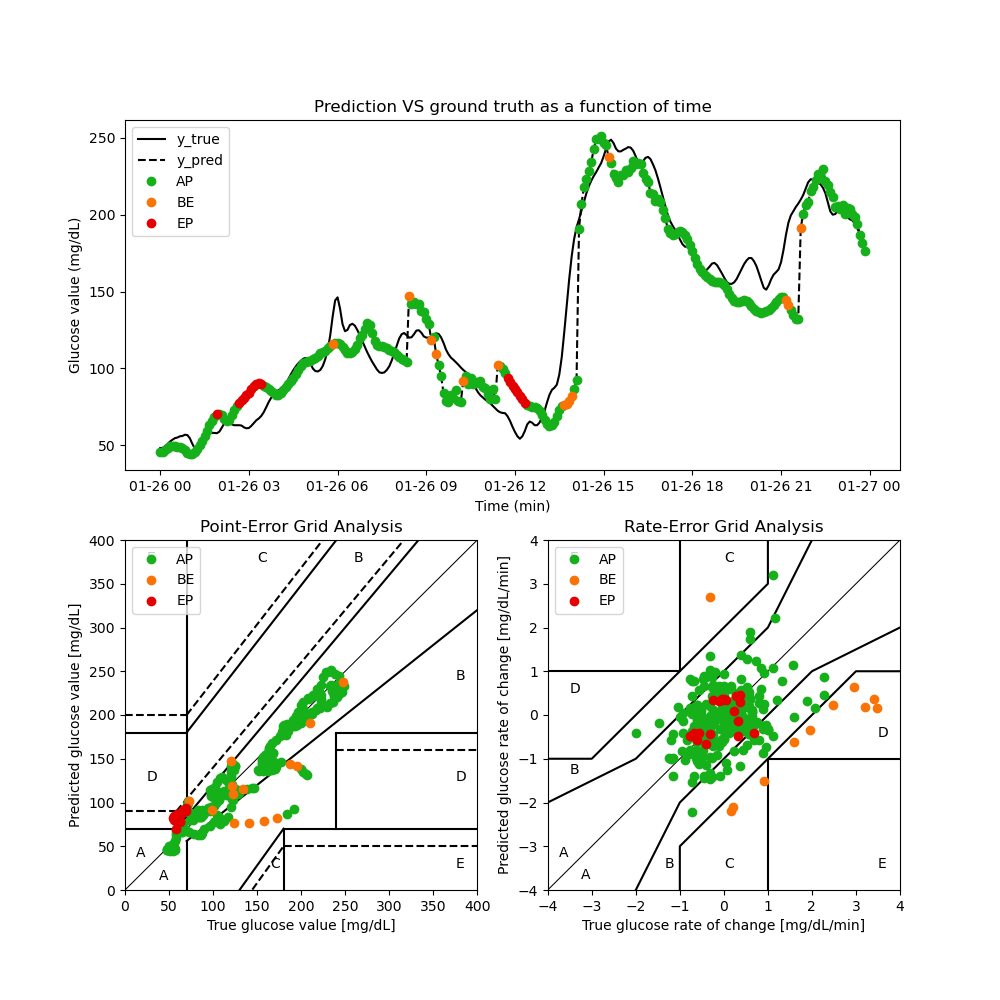 Prediction VS ground truth as a function of time
Glucose value (mg/dL)
250
200
150
100
50
y_true
y_pred
AP
BE
EP
01-26 00 01-26 03 01-26 06 01-26 09 01-26 12 01-26 15 01-26 18 01-26 21 01-27 00
Time (min)
Point-Error Grid Analysis
Predicted glucose value [mg/dL]
400
350
300
250
200
150
100
50
0
AP
BE
EP
C B
B
D D
A
A
C E
0 50 100 150 200 250 300 350 400
True glucose value [mg/dL]
Rate-Error Grid Analysis
Predicted glucose rate of change [mg/dL/min]
4
3
2
1
0
−1
−2
−3
−4
AP
BE
EP
C
D
D
B
A
A
B C E
−4 −3 −2 −1 0 1 2 3 4
True glucose rate of change [mg/dL/min]